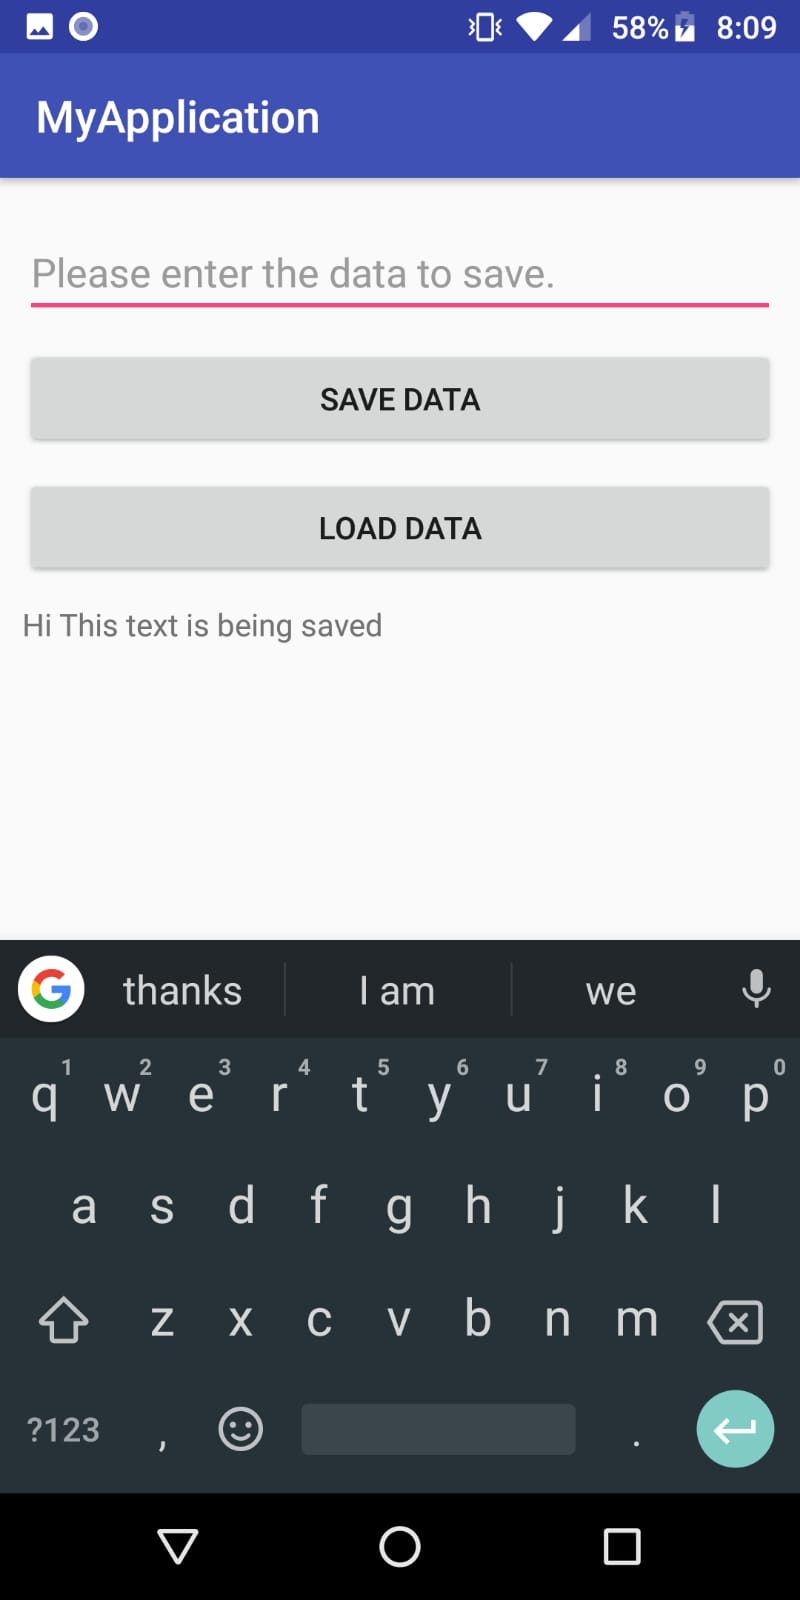 58% 8:09
MyApplication
Please enter the data to save.
SAVE DATA
LOAD DATA
Hi This text is being saved
G thanks I am we
1 2 3 4 5 6 7 8 9 0
q w e r t y u i o p
a s d f g h j k l
z x c v b n m
?123 , .